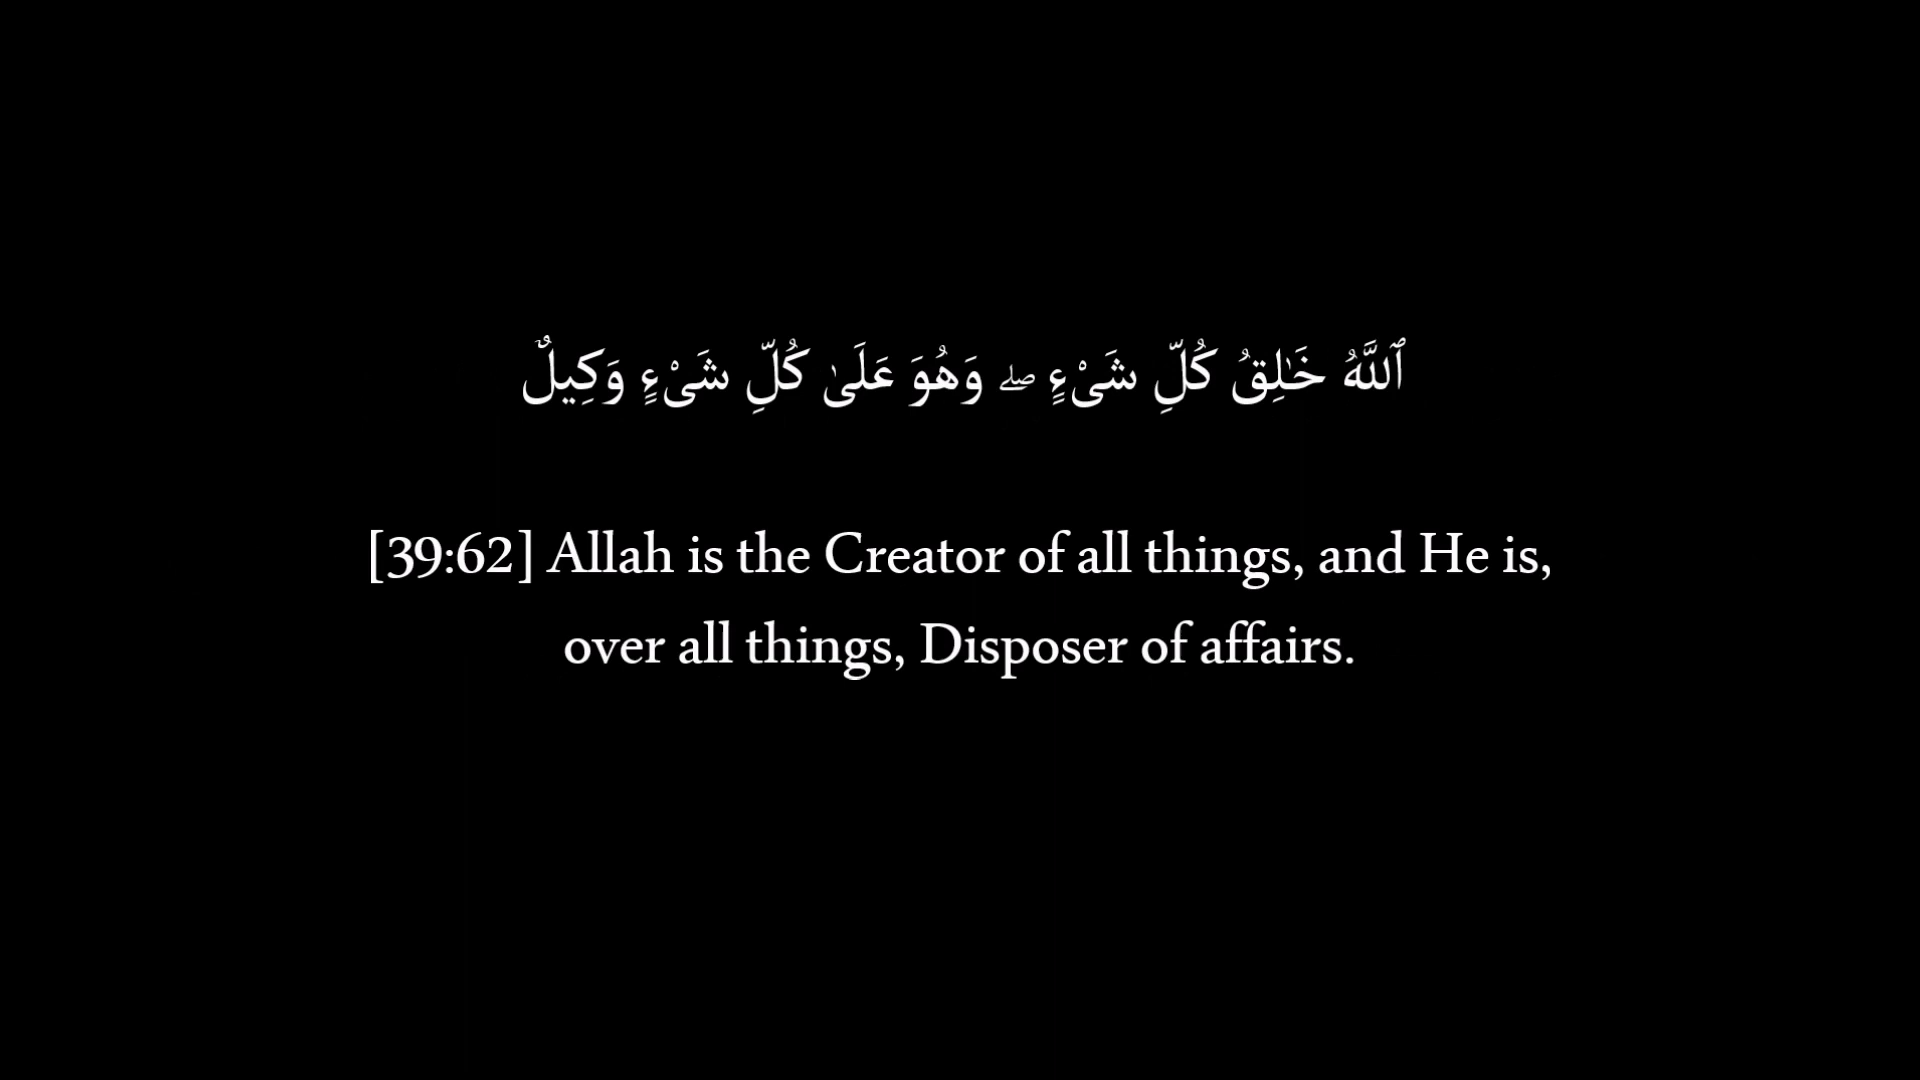 ٱللَّهُ خَٰلِقُ كُلِّ شَىْءٍ ۖ وَهُوَ عَلَىٰ كُلِّ شَىْءٍ وَكِيلٌ
[39:62] Allah is the Creator of all things, and He is,
over all things, Disposer of affairs.